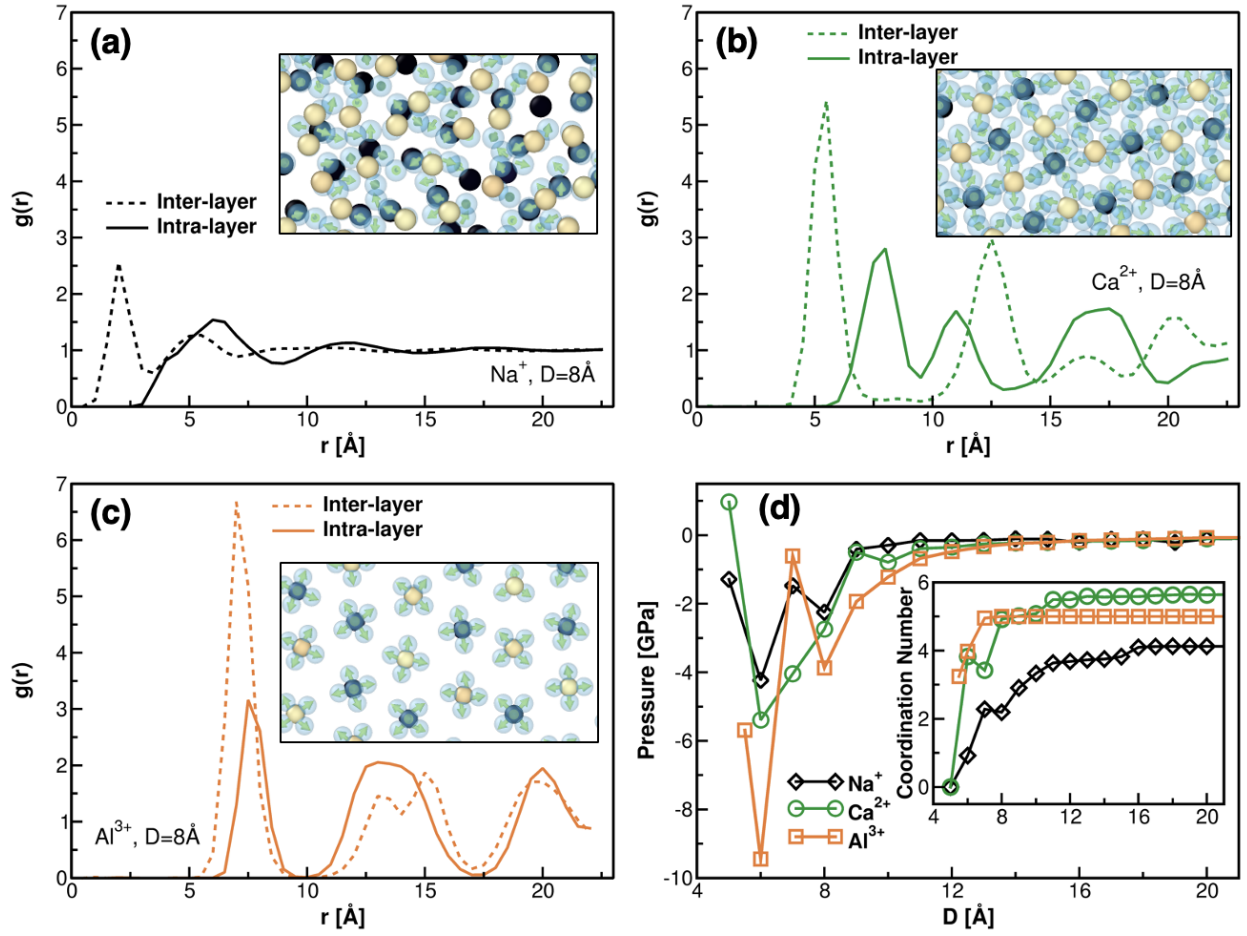 (a)
7
6
5
4
3
2
1
0
g(r)
Inter-layer
Intra-layer
Na⁺, D=8Å
0 5 10 15 20
r [Å]
(b)
7
6
5
4
3
2
1
0
g(r)
Inter-layer
Intra-layer
Ca²⁺, D=8Å
0 5 10 15 20
r [Å]
(c)
7
6
5
4
3
2
1
0
g(r)
Inter-layer
Intra-layer
Al³⁺, D=8Å
0 5 10 15 20
r [Å]
(d)
0
-2
-4
-6
-8
-10
Pressure [GPa]
Na⁺
Ca²⁺
Al³⁺
6
4
2
0
Coordination Number
4 8 12 16 20
4 8 12 16 20
D [Å]